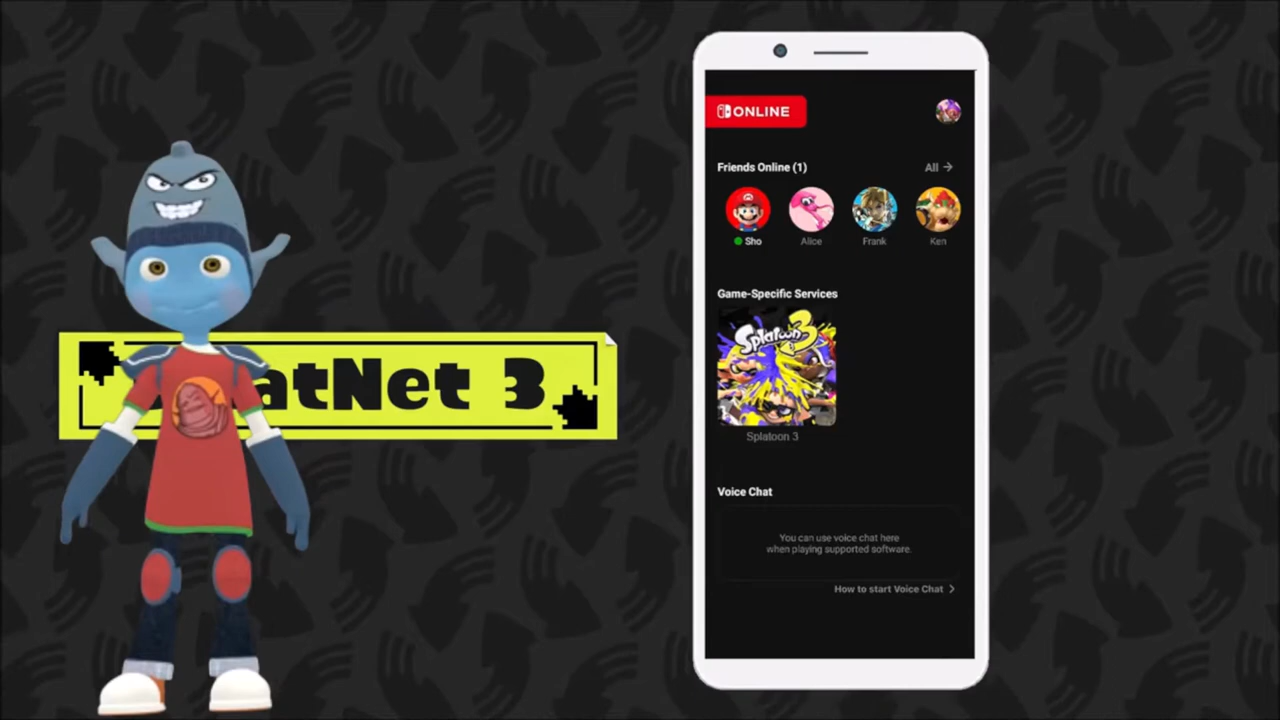 atNet 3
ONLINE
Friends Online (1)
All →
Sho
Alice
Frank
Ken
Game-Specific Services
Splatoon 3
Splatoon 3
Voice Chat
You can use voice chat here
when playing supported software.
How to start Voice Chat >